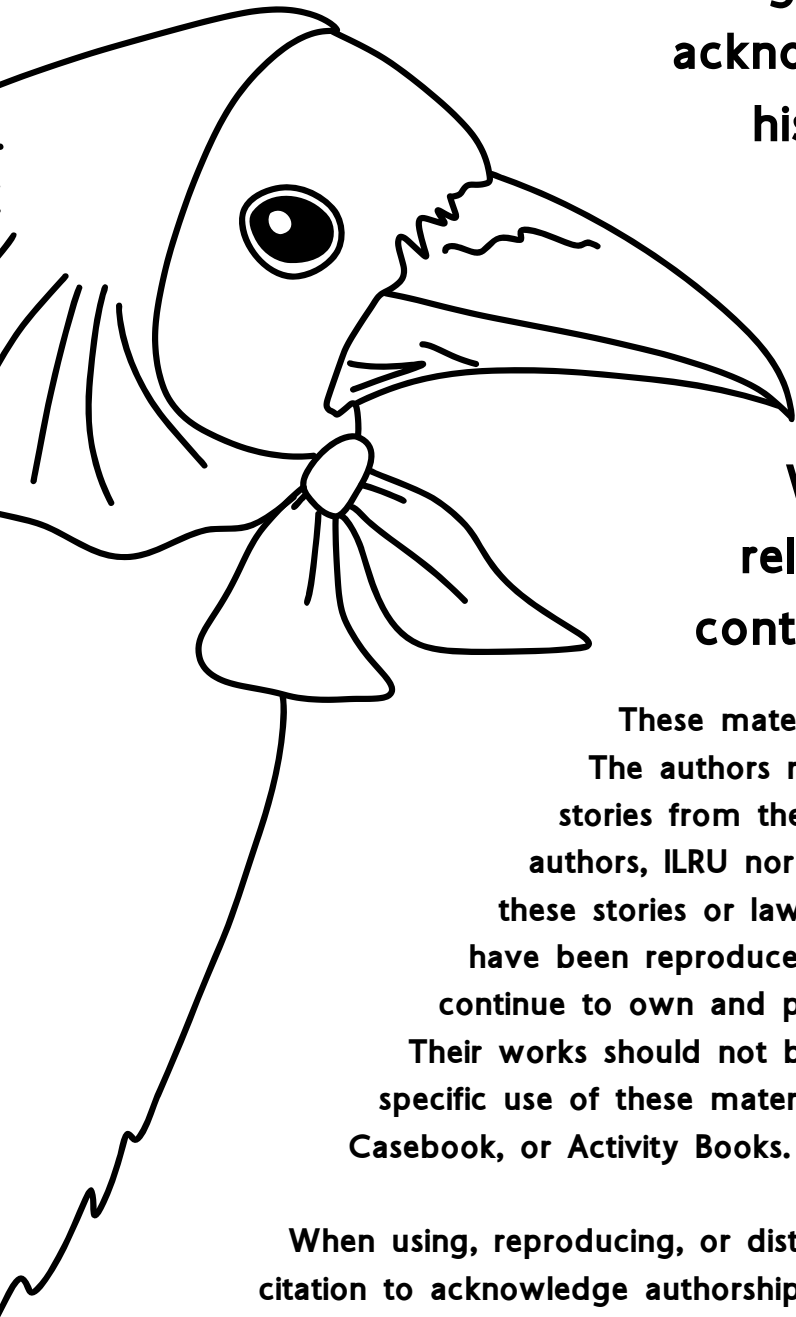 ackno
his
rel
cont
These mate
The authors r
stories from the
authors, ILRU nor
these stories or law
have been reproduce
continue to own and p
Their works should not b
specific use of these mater
Casebook, or Activity Books.
When using, reproducing, or dist
citation to acknowledge authorship